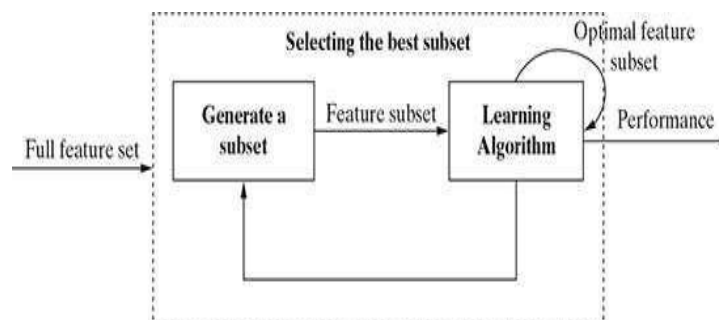 Selecting the best subset
Optimal feature
subset
Generate a
subset
Feature subset
Learning
Algorithm
Performance
Full feature set